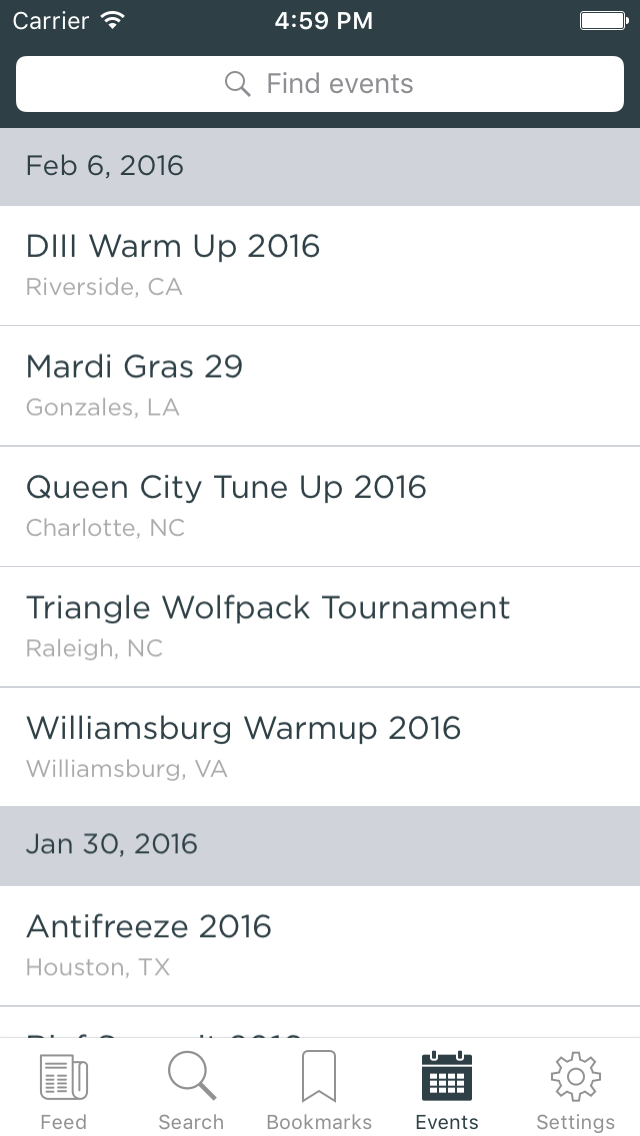 Carrier 4:59 PM
Find events
Feb 6, 2016
DIII Warm Up 2016
Riverside, CA
Mardi Gras 29
Gonzales, LA
Queen City Tune Up 2016
Charlotte, NC
Triangle Wolfpack Tournament
Raleigh, NC
Williamsburg Warmup 2016
Williamsburg, VA
Jan 30, 2016
Antifreeze 2016
Houston, TX
Feed Search Bookmarks Events Settings